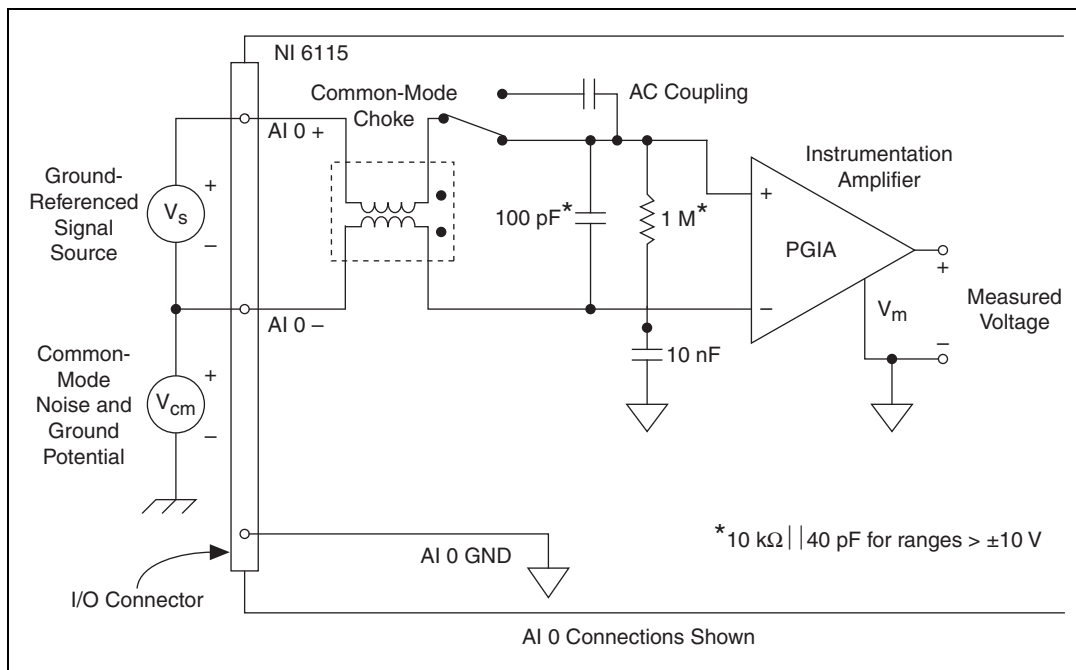 NI 6115
AI 0 +
Common-Mode
Choke
AC Coupling
Instrumentation
Amplifier
Ground-
Referenced
Signal
Source
+
Vs
–
100 pF*
1 M*
+
PGIA
–
+
Vm
–
Measured
Voltage
AI 0 –
10 nF
Common-
Mode
Noise and
Ground
Potential
+
Vcm
–
AI 0 GND
*10 kΩ||40 pF for ranges > ±10 V
I/O Connector
AI 0 Connections Shown